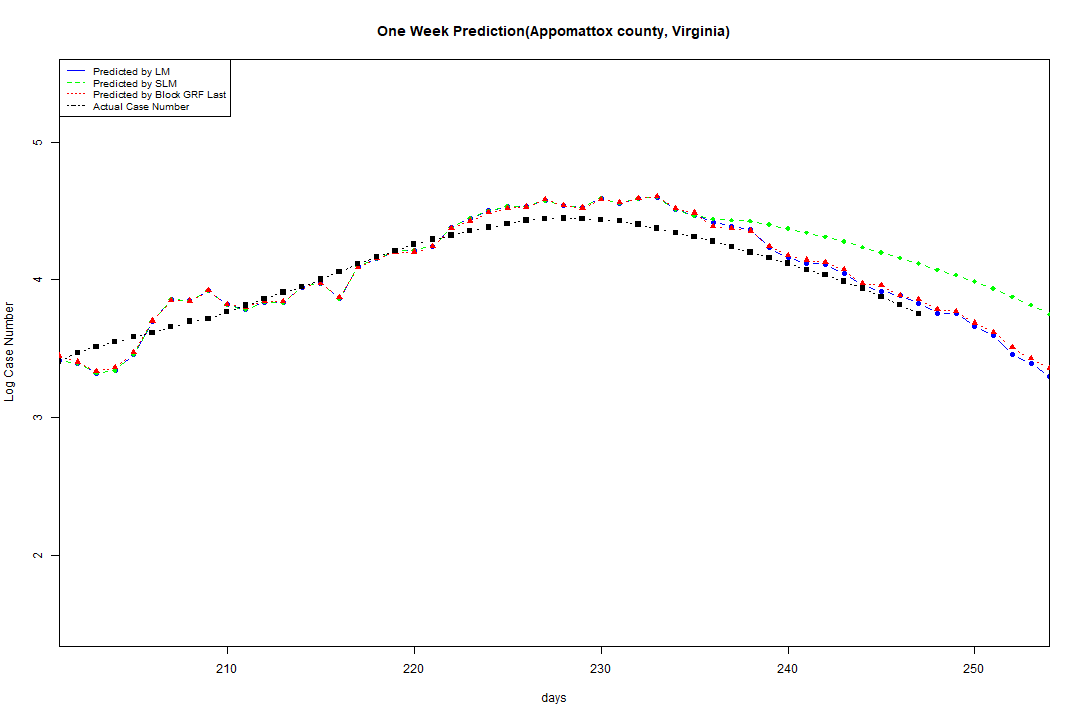 One Week Prediction(Appomattox county, Virginia)
Predicted by LM
Predicted by SLM
Predicted by Block GRF Last
Actual Case Number
5
4
3
2
Log Case Number
210 220 230 240 250
days